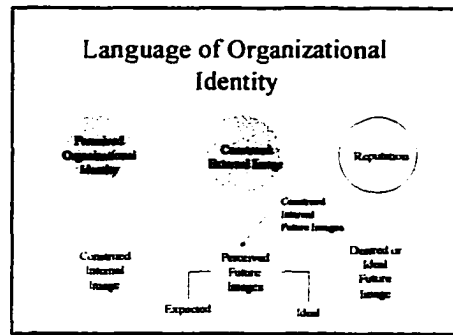 Language of Organizational
Identity
Perceived
Organizational
Identity
Construed
External Image
Reputation
Construed
Internal
Future Images
Construed
Internal
Image
Perceived
Future
Images
Desired or
Ideal
Future
Image
Expected
Ideal